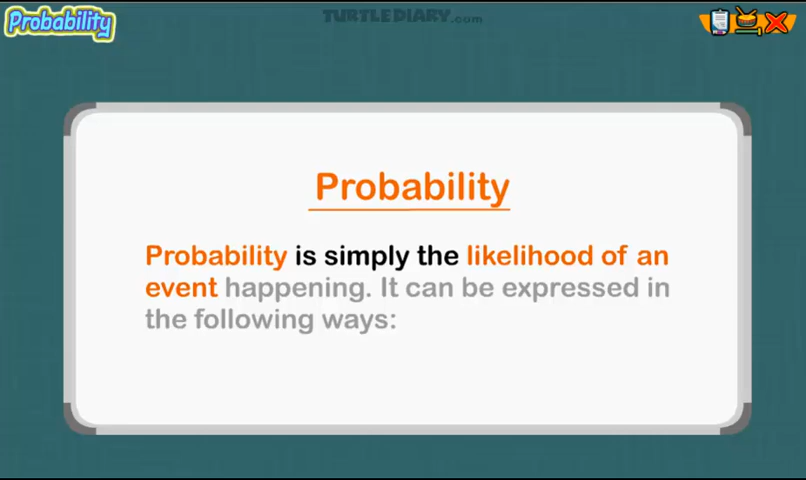 Probability
TURTLEDIARY.com
Probability
Probability is simply the likelihood of an
event happening. It can be expressed in
the following ways: